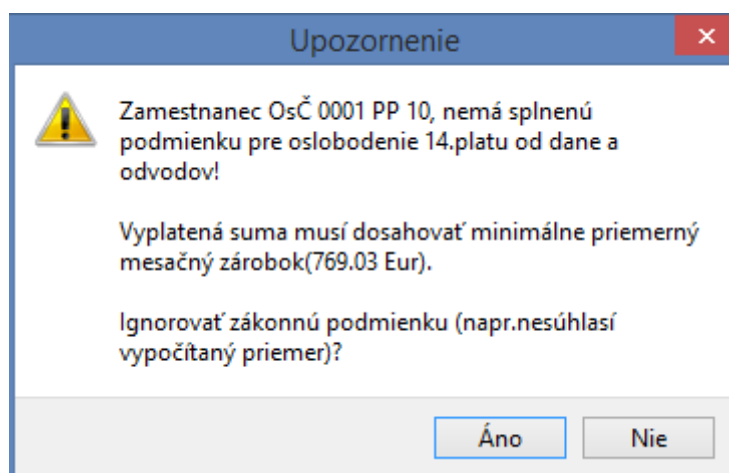 Upozornenie
Zamestnanec OsČ 0001 PP 10, nemá splnenú
podmienku pre oslobodenie 14.platu od dane a
odvodov!
Vyplatená suma musí dosahovať minimálne priemerný
mesačný zárobok(769.03 Eur).
Ignorovať zákonnú podmienku (napr.nesúhlasí
vypočítaný priemer)?
Áno
Nie